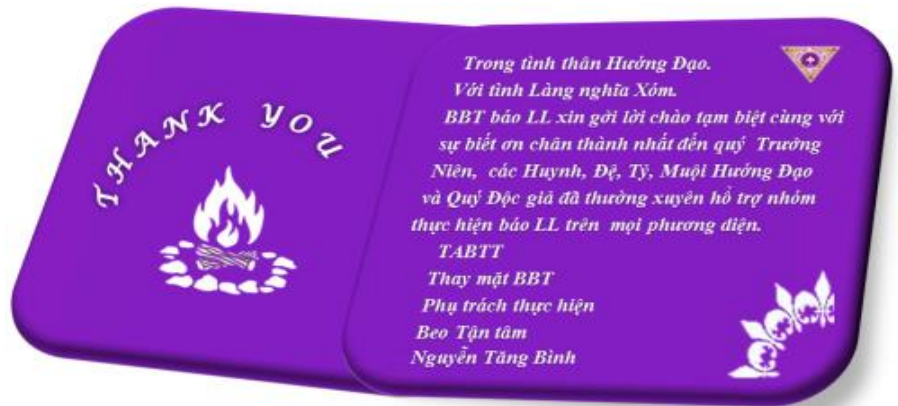 THANK YOU
Trong tình thân Hướng Đạo.
Với tình Làng nghĩa Xóm.
BBT báo LL xin gởi lời chào tạm biệt cùng với
sự biết ơn chân thành nhất đến quý Trưởng
Niên, các Huynh, Đệ, Tỷ, Muội Hướng Đạo
và Quý Độc giả đã thường xuyên hổ trợ nhóm
thực hiện báo LL trên mọi phương diện.
TABTT
Thay mặt BBT
Phụ trách thực hiện
Beo Tận tâm
Nguyễn Tăng Bình